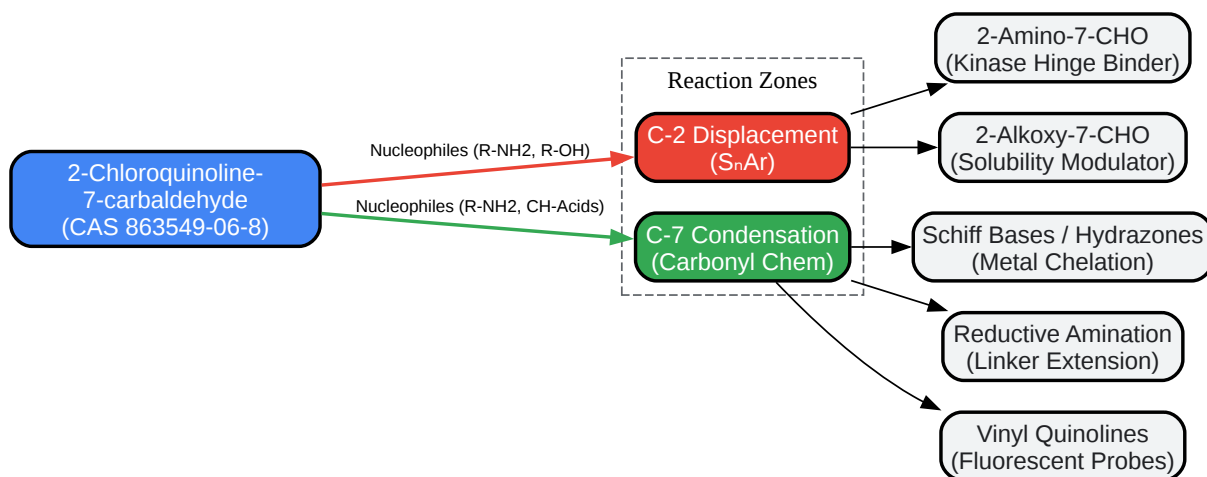 2-Chloroquinoline-
7-carbaldehyde
(CAS 863549-06-8)
Nucleophiles (R-NH2, R-OH)
Nucleophiles (R-NH2, CH-Acids)
Reaction Zones
C-2 Displacement
(SₙAr)
C-7 Condensation
(Carbonyl Chem)
2-Amino-7-CHO
(Kinase Hinge Binder)
2-Alkoxy-7-CHO
(Solubility Modulator)
Schiff Bases / Hydrazones
(Metal Chelation)
Reductive Amination
(Linker Extension)
Vinyl Quinolines
(Fluorescent Probes)